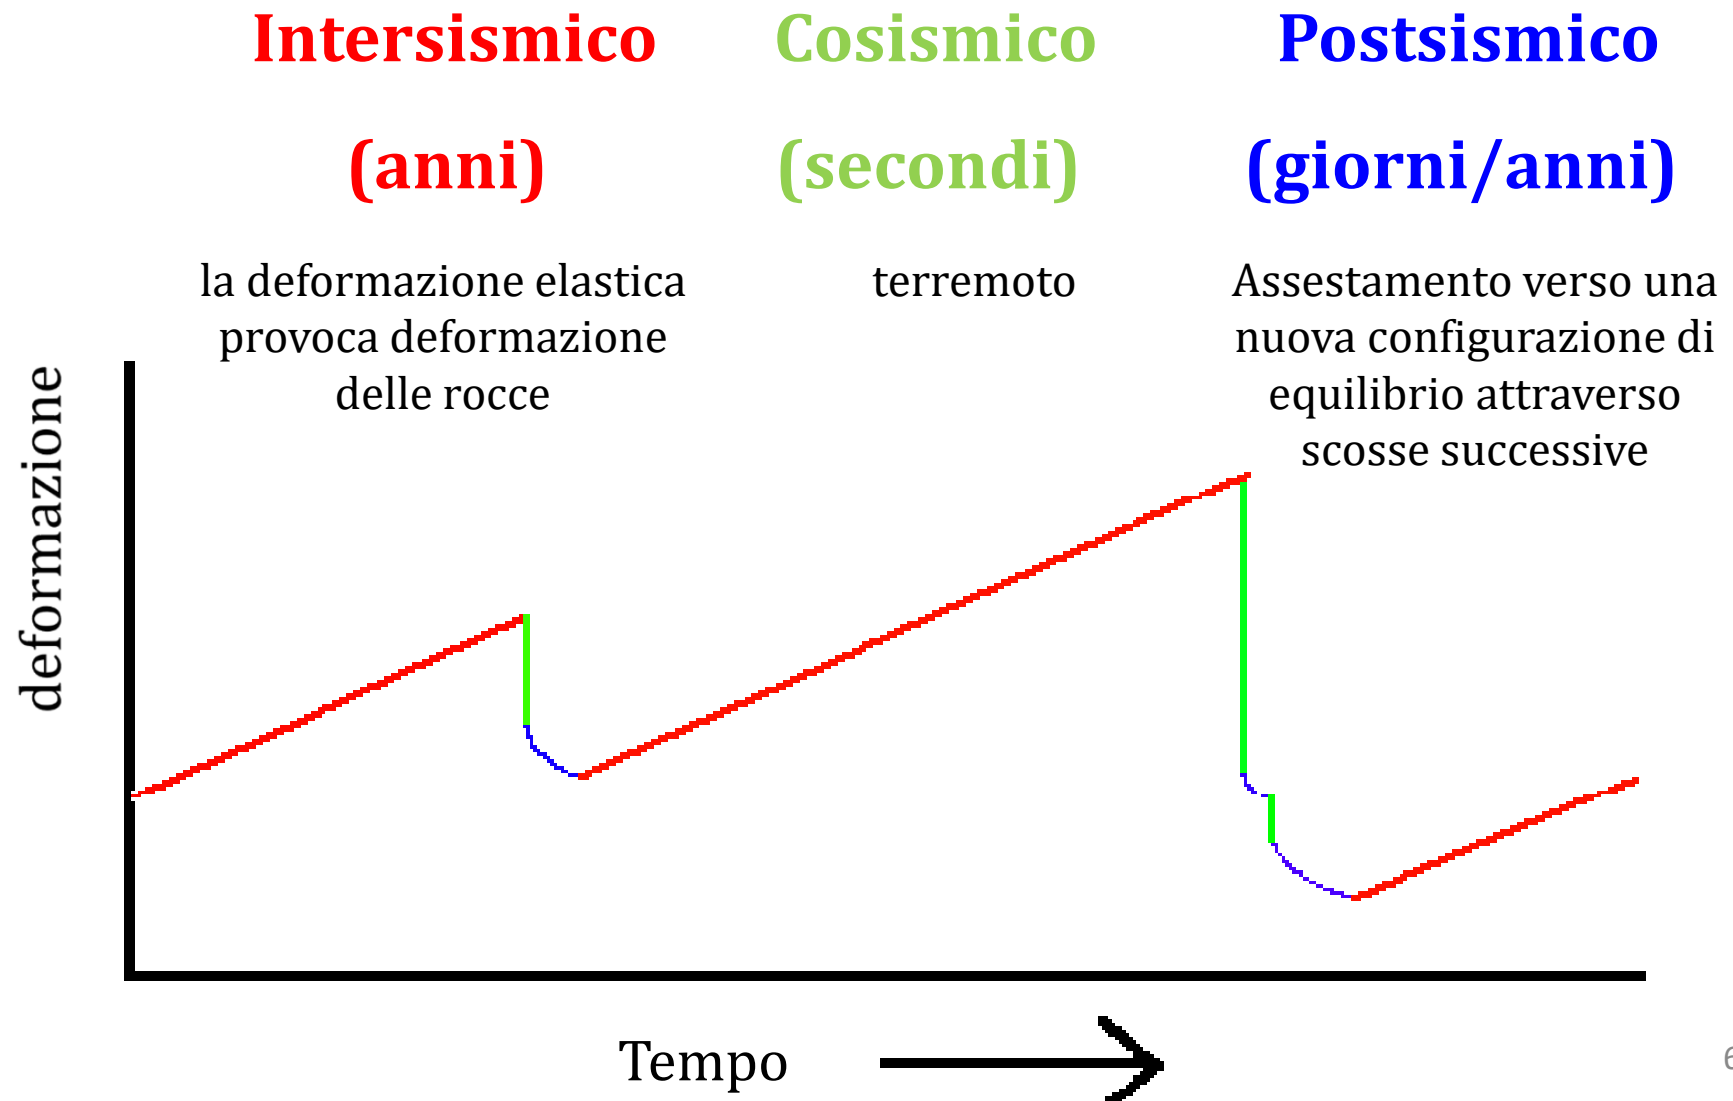 Intersismico
(anni)
la deformazione elastica
provoca deformazione
delle rocce
Cosismico
(secondi)
terremoto
Postsismico
(giorni/anni)
Assestamento verso una
nuova configurazione di
equilibrio attraverso
scosse successive
deformazione
Tempo
6